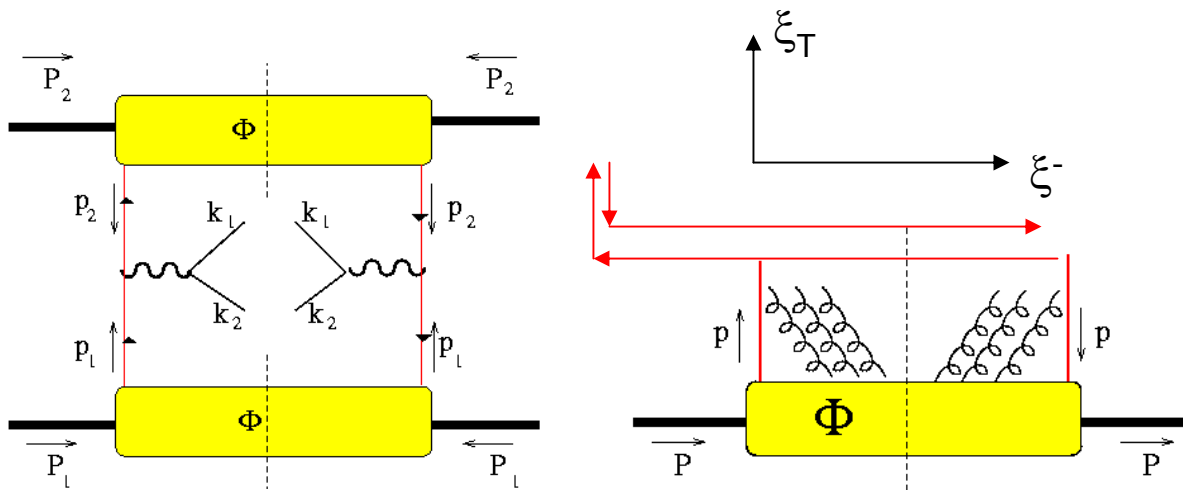 P₂ P₂
Φ
p₂ k₁ k₁ p₂
k₂ k₂
p₁ p₁
Φ
P₁ P₁
ξT
ξ-
p p
Φ
P P